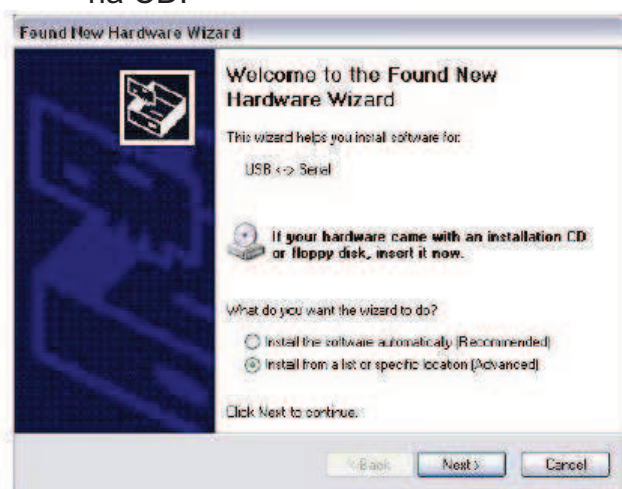 na CD.
Found New Hardware Wizard
Welcome to the Found New
Hardware Wizard
This wizard helps you install software for:
USB <-> Serial
If your hardware came with an installation CD
or floppy disk, insert it now.
What do you want the wizard to do?
Install the software automatically (Recommended)
Install from a list or specific location (Advanced)
Click Next to continue.
< Back Next > Cancel